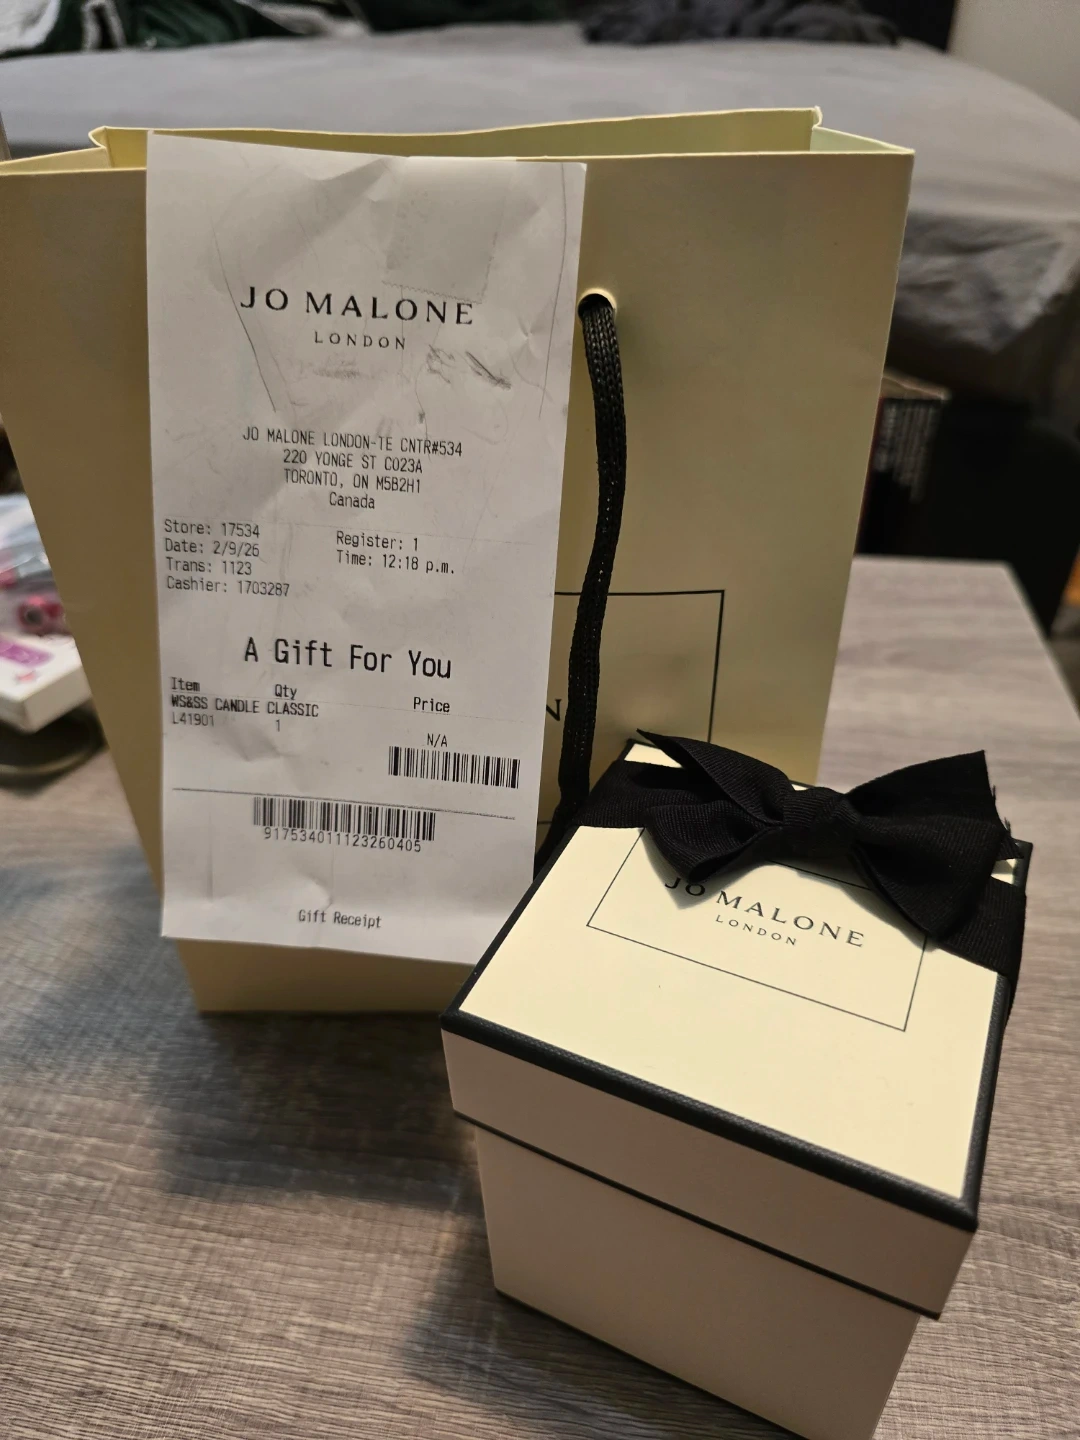 JO MALONE
LONDON
JO MALONE LONDON-TE CNTR#534
220 YONGE ST C023A
TORONTO, ON M5B2H1
Canada
Store: 17534 Register: 1
Date: 2/9/26 Time: 12:18 p.m.
Trans: 1123
Cashier: 1703287
A Gift For You
Item Qty Price
WS&SS CANDLE CLASSIC
L41901 1 N/A
917534011123260405
Gift Receipt
N
JO MALONE
LONDON